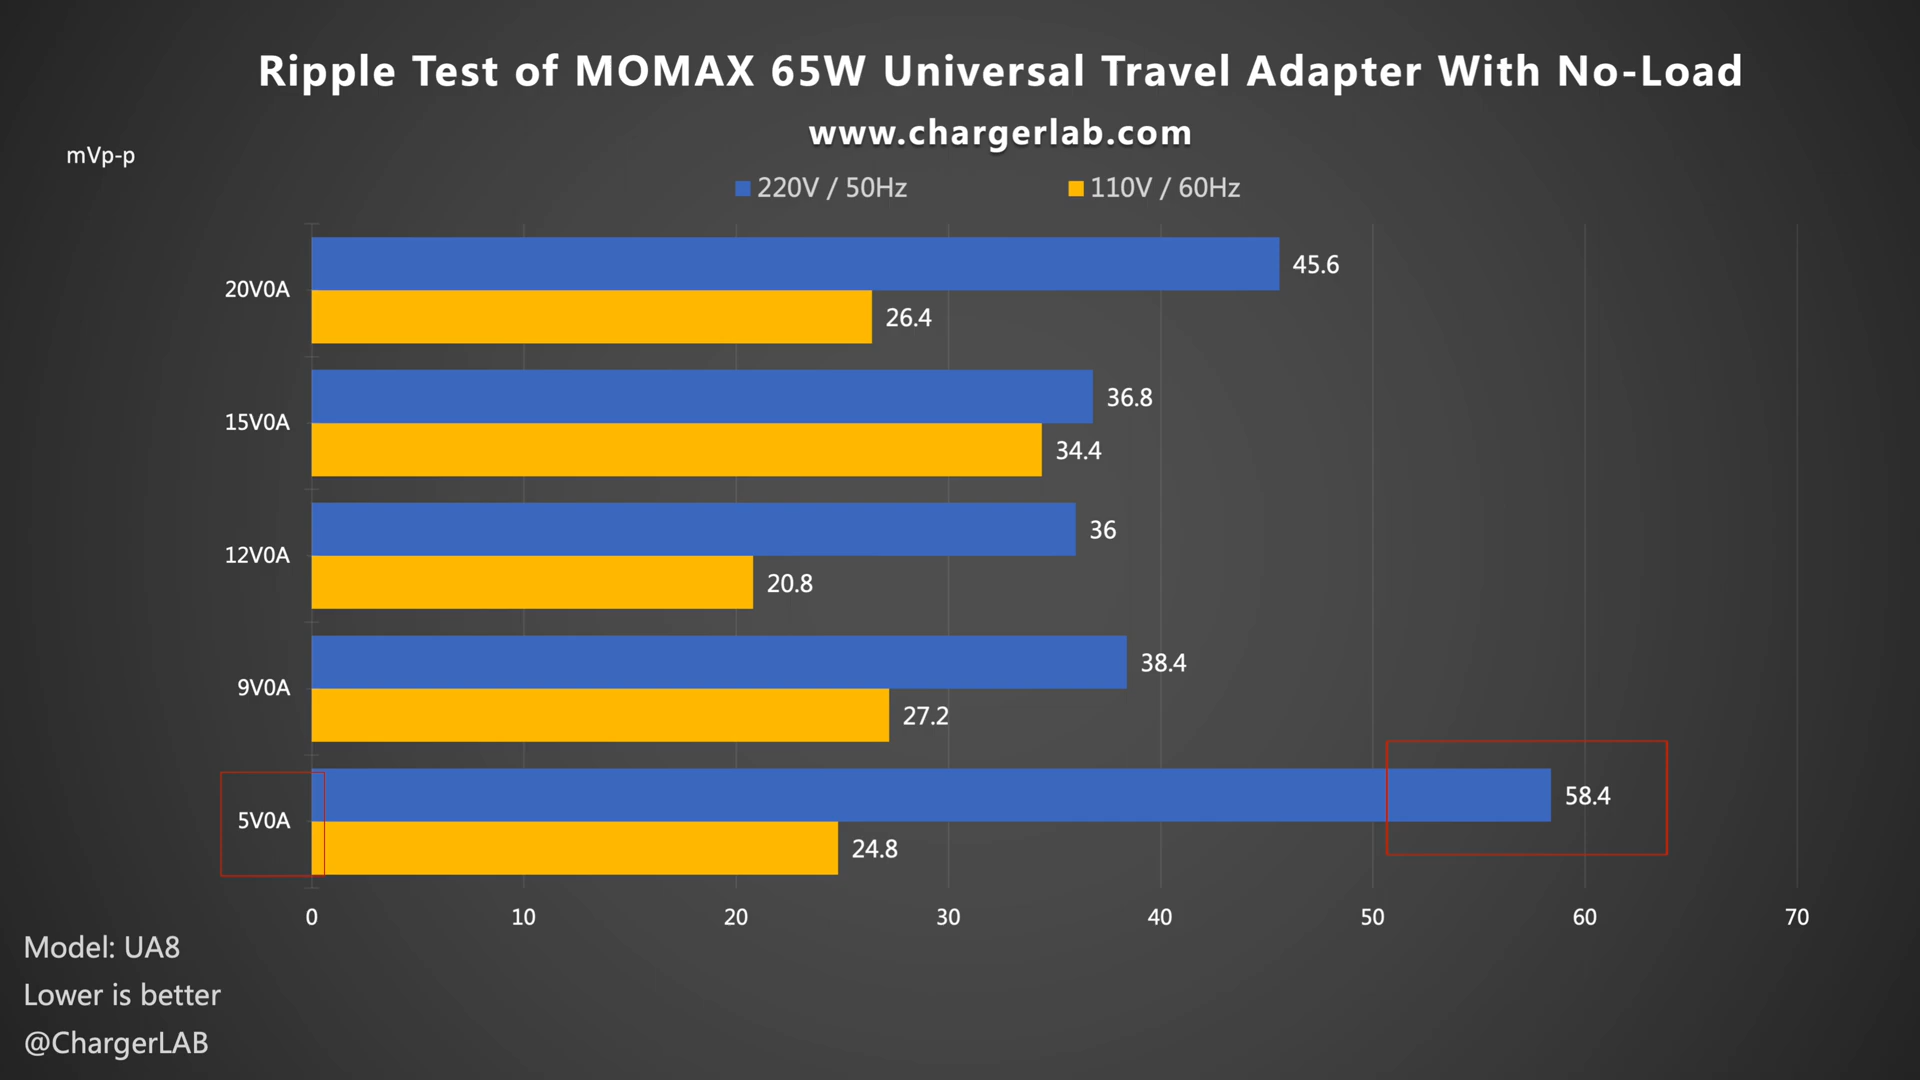 Ripple Test of MOMAX 65W Universal Travel Adapter With No-Load
www.chargerlab.com
mVp-p
220V / 50Hz 110V / 60Hz
45.6
20V0A
26.4
36.8
15V0A
34.4
36
12V0A
20.8
38.4
9V0A
27.2
58.4
5V0A
24.8
0 10 20 30 40 50 60 70
Model: UA8
Lower is better
@ChargerLAB